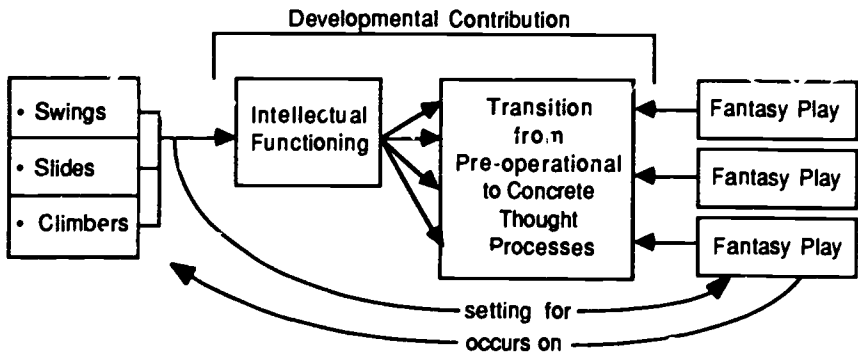 Developmental Contribution
• Swings
• Slides
• Climbers
Intellectual
Functioning
Transition
from
Pre-operational
to Concrete
Thought
Processes
Fantasy Play
Fantasy Play
Fantasy Play
setting for
occurs on